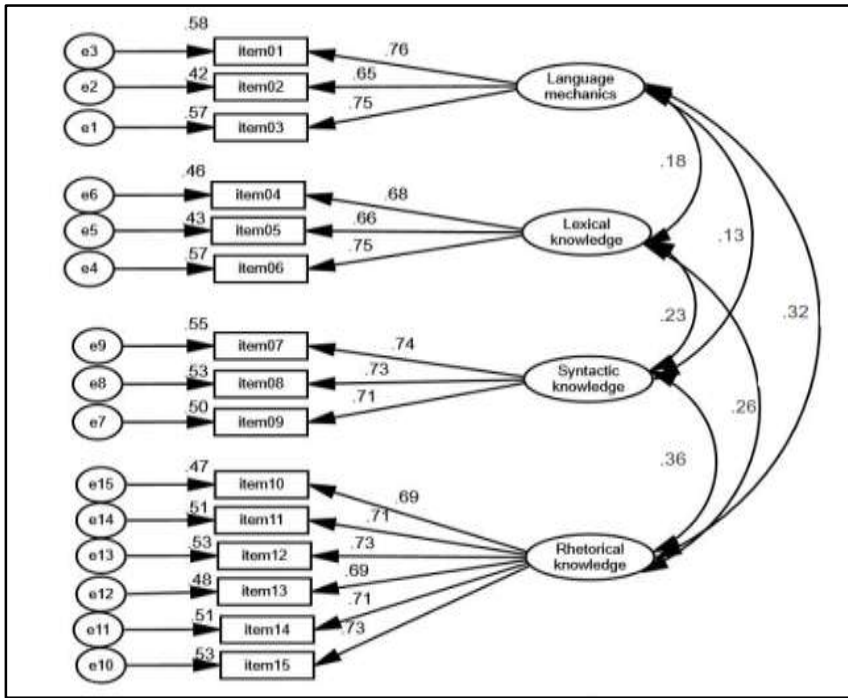 .58
e3 item01 .76
.42
e2 item02 .65 Language
mechanics
.57
e1 item03 .75
.18
.46
e6 item04 .68
.43
e5 item05 .66 Lexical
knowledge .13
.57
e4 item06 .75
.23 .32
.55
e9 item07 .74
.53
e8 item08 .73 Syntactic
knowledge
.50
e7 item09 .71 .26
.36
.47
e15 item10 .69
.51
e14 item11 .71
.53
e13 item12 .73 Rhetorical
knowledge
.48
e12 item13 .69
.51
e11 item14 .71
.53
e10 item15 .73